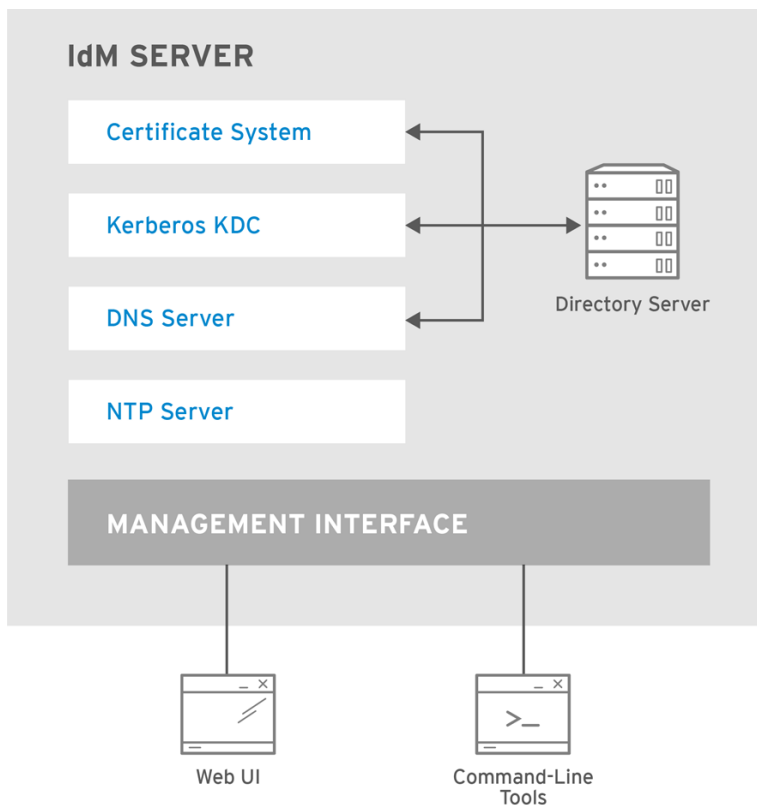 IdM SERVER
Certificate System
Kerberos KDC
DNS Server
NTP Server
Directory Server
MANAGEMENT INTERFACE
Web UI
>_
Command-Line
Tools